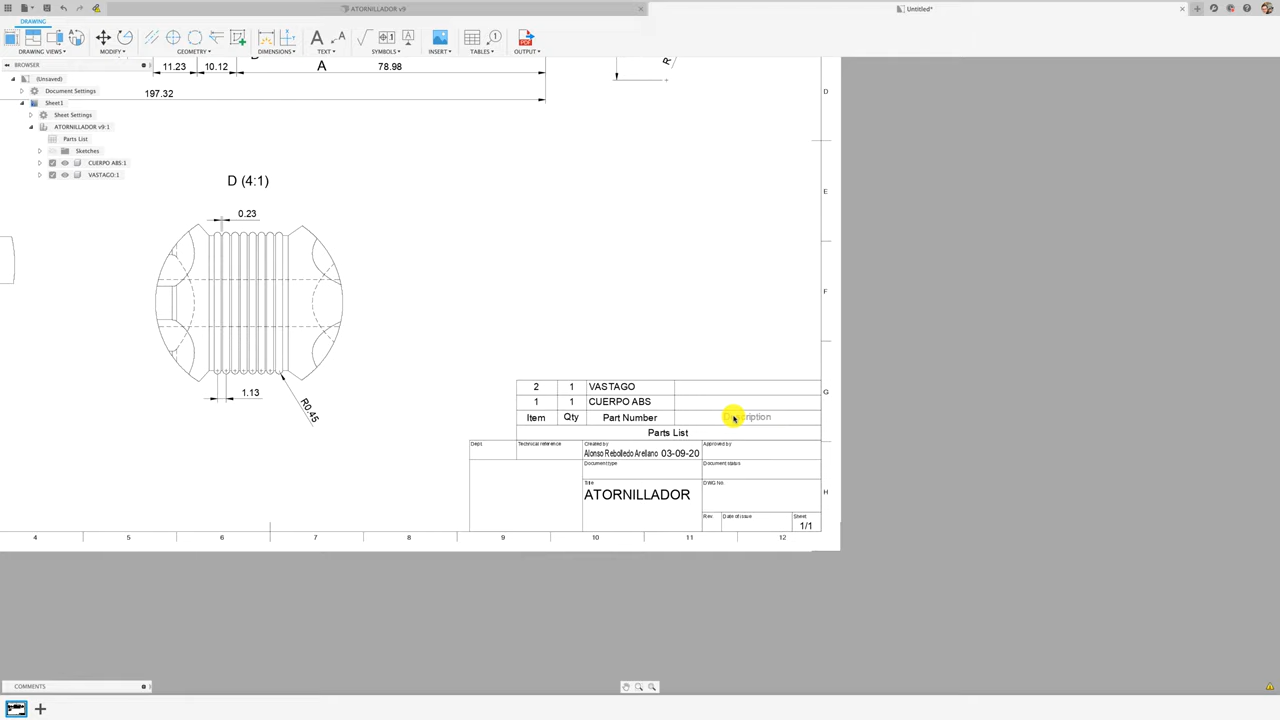 ATORNILLADOR v9
Untitled*
DRAWING
DRAWING VIEWS
MODIFY
GEOMETRY
DIMENSIONS
TEXT
SYMBOLS
INSERT
TABLES
OUTPUT
BROWSER
(Unsaved)
Document Settings
Sheet1
Sheet Settings
ATORNILLADOR v9:1
Parts List
Sketches
CUERPO ABS:1
VASTAGO:1
11.23 10.12 A 78.98 R
197.32
D
E
F
G
H
D (4:1)
0.23
1.13
R0.45
2 1 VASTAGO
1 1 CUERPO ABS
Item Qty Part Number Description
Parts List
Dept. Technical reference Created by Approved by
Alonso Rebolledo Arellano 03-09-20
Document type Document status
Title DWG No.
ATORNILLADOR
Rev. Date of issue Sheet
1/1
4 5 6 7 8 9 10 11 12
COMMENTS